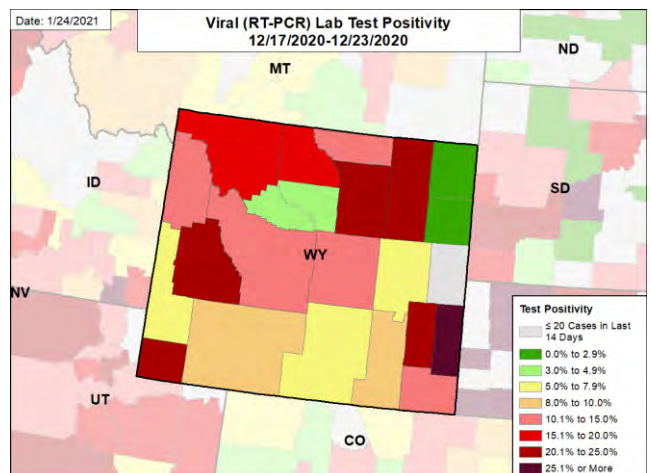 Date: 1/24/2021
Viral (RT-PCR) Lab Test Positivity
12/17/2020-12/23/2020
ND
MT
ID
SD
WY
NV
UT
CO
Test Positivity
≤ 20 Cases in Last
14 Days
0.0% to 2.9%
3.0% to 4.9%
5.0% to 7.9%
8.0% to 10.0%
10.1% to 15.0%
15.1% to 20.0%
20.1% to 25.0%
25.1% or More